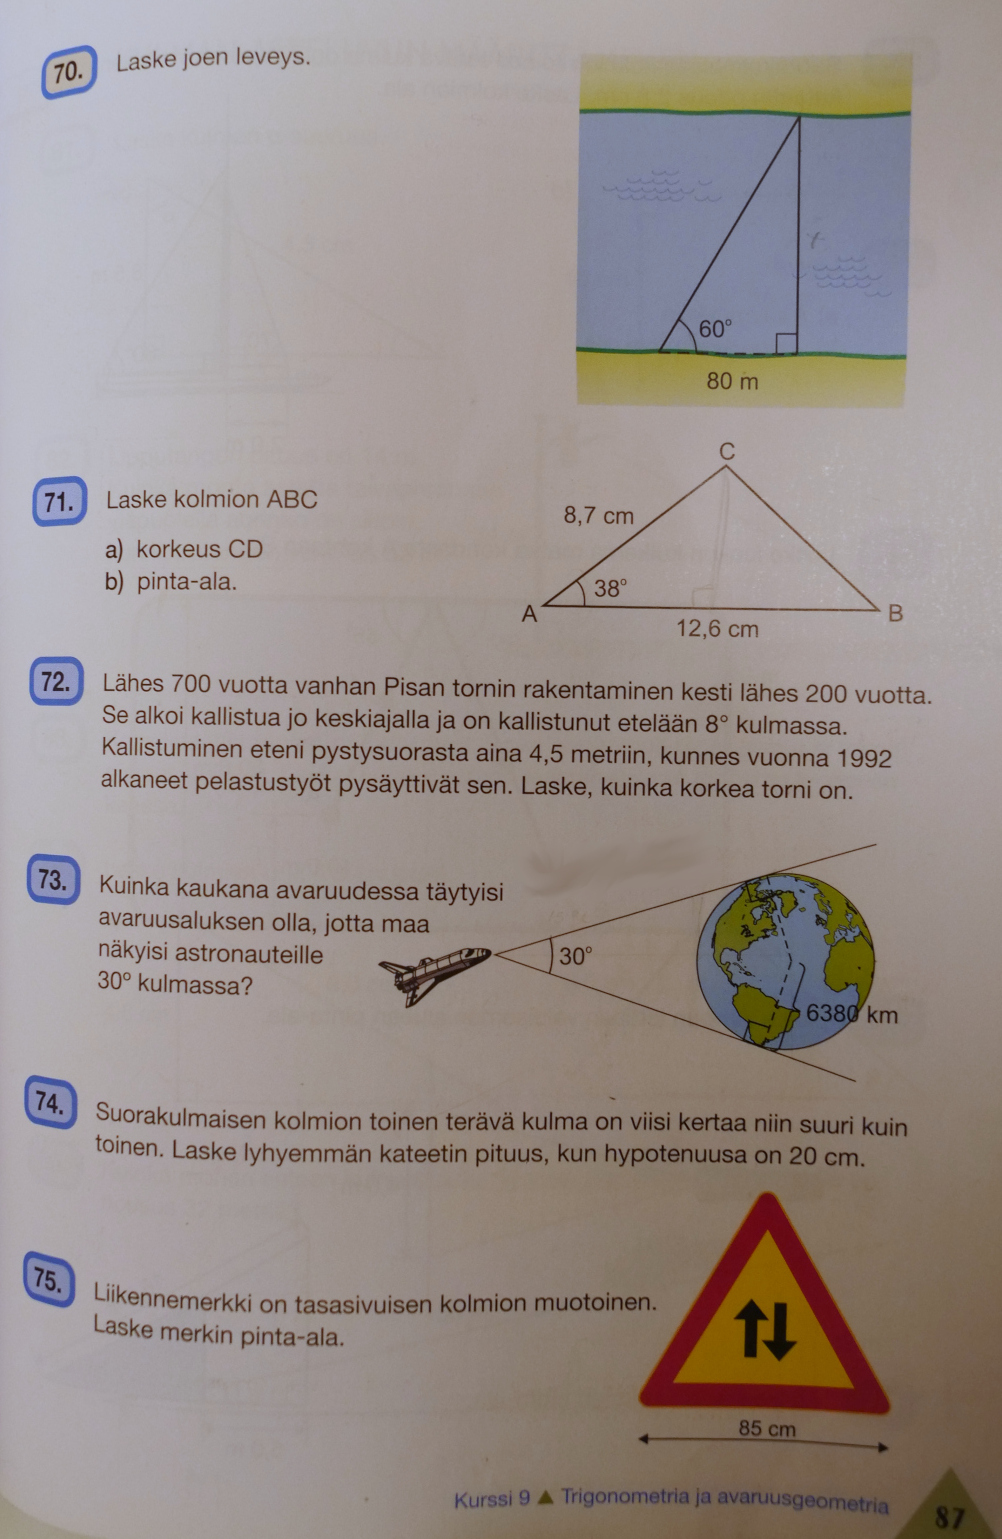 70. Laske joen leveys.
60°
80 m
71. Laske kolmion ABC
a) korkeus CD
b) pinta-ala.
C
8,7 cm
38°
A
B
12,6 cm
72. Lähes 700 vuotta vanhan Pisan tornin rakentaminen kesti lähes 200 vuotta.
Se alkoi kallistua jo keskiajalla ja on kallistunut etelään 8° kulmassa.
Kallistuminen eteni pystysuorasta aina 4,5 metriin, kunnes vuonna 1992
alkaneet pelastustyöt pysäyttivät sen. Laske, kuinka korkea torni on.
73. Kuinka kaukana avaruudessa täytyisi
avaruusaluksen olla, jotta maa
näkyisi astronauteille
30° kulmassa?
30°
6380 km
74. Suorakulmaisen kolmion toinen terävä kulma on viisi kertaa niin suuri kuin
toinen. Laske lyhyemmän kateetin pituus, kun hypotenuusa on 20 cm.
75. Liikennemerkki on tasasivuisen kolmion muotoinen.
Laske merkin pinta-ala.
85 cm
Kurssi 9 ▲ Trigonometria ja avaruusgeometria
87